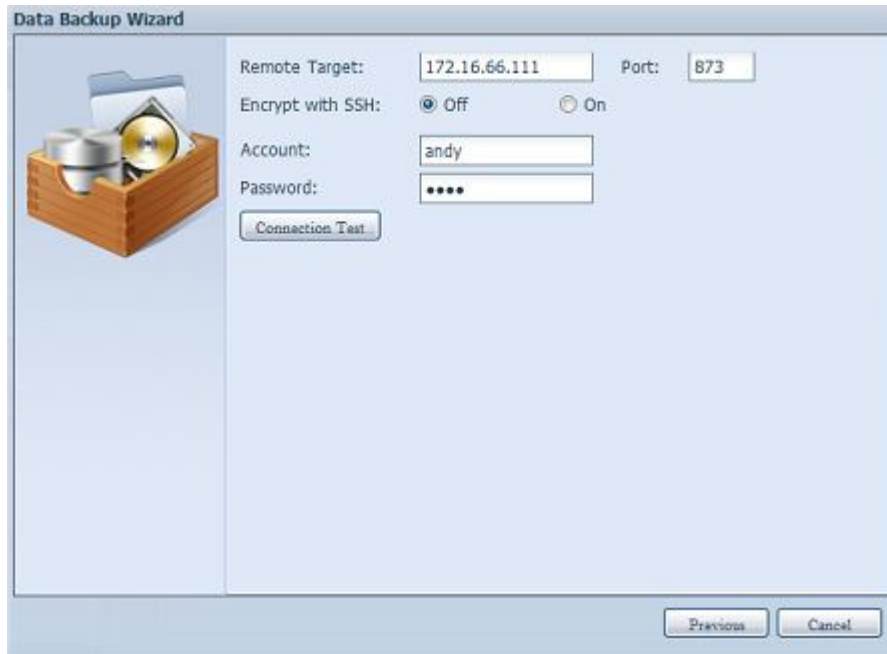 Data Backup Wizard
Remote Target: 172.16.66.111 Port: 873
Encrypt with SSH: Off On
Account: andy
Password: ••••
Connection Test
Previous Cancel